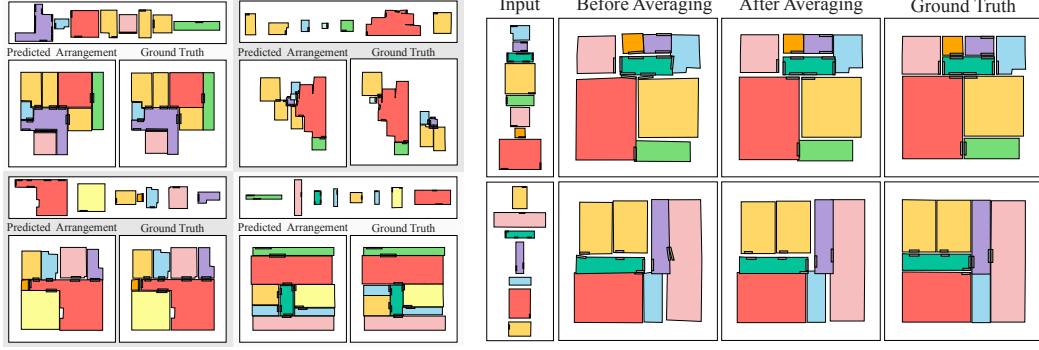 Input Before Averaging After Averaging Ground Truth
Predicted Arrangement Ground Truth Predicted Arrangement Ground Truth
Predicted Arrangement Ground Truth Predicted Arrangement Ground Truth